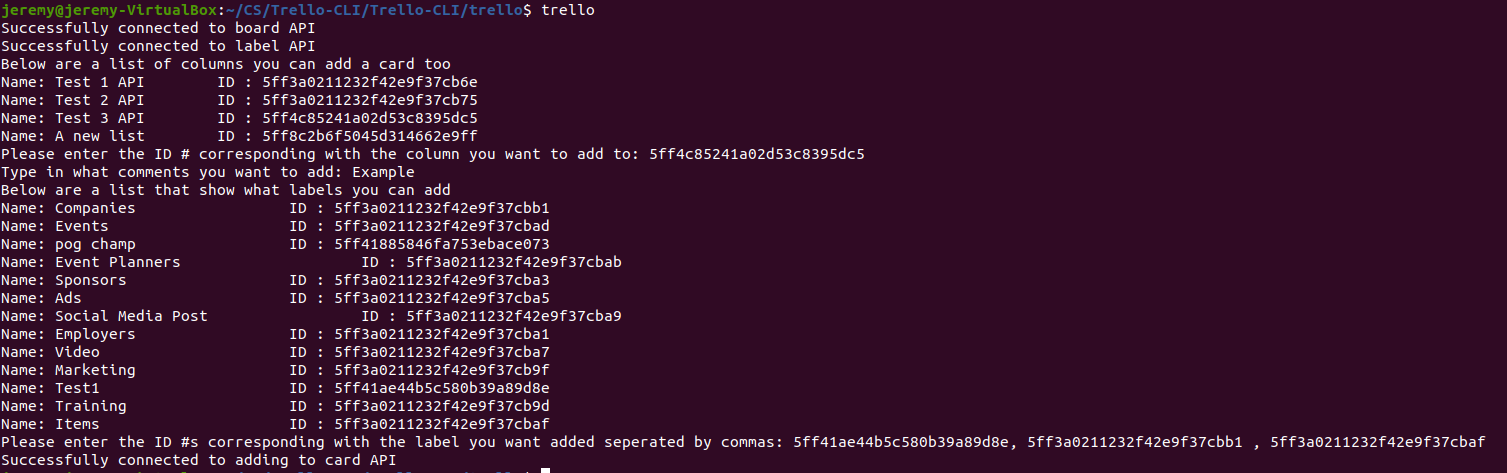 jeremy@jeremy-VirtualBox:~/CS/Trello-CLI/Trello-CLI/trello$ trello
Successfully connected to board API
Successfully connected to label API
Below are a list of columns you can add a card too
Name: Test 1 API        ID : 5ff3a0211232f42e9f37cb6e
Name: Test 2 API        ID : 5ff3a0211232f42e9f37cb75
Name: Test 3 API        ID : 5ff4c85241a02d53c8395dc5
Name: A new list        ID : 5ff8c2b6f5045d314662e9ff
Please enter the ID # corresponding with the column you want to add to: 5ff4c85241a02d53c8395dc5
Type in what comments you want to add: Example
Below are a list that show what labels you can add
Name: Companies                 ID : 5ff3a0211232f42e9f37cbb1
Name: Events                    ID : 5ff3a0211232f42e9f37cbad
Name: pog champ                 ID : 5ff41885846fa753ebace073
Name: Event Planners                    ID : 5ff3a0211232f42e9f37cbab
Name: Sponsors                  ID : 5ff3a0211232f42e9f37cba3
Name: Ads                       ID : 5ff3a0211232f42e9f37cba5
Name: Social Media Post                 ID : 5ff3a0211232f42e9f37cba9
Name: Employers                 ID : 5ff3a0211232f42e9f37cba1
Name: Video                     ID : 5ff3a0211232f42e9f37cba7
Name: Marketing                 ID : 5ff3a0211232f42e9f37cb9f
Name: Test1                     ID : 5ff41ae44b5c580b39a89d8e
Name: Training                  ID : 5ff3a0211232f42e9f37cb9d
Name: Items                     ID : 5ff3a0211232f42e9f37cbaf
Please enter the ID #s corresponding with the label you want added seperated by commas: 5ff41ae44b5c580b39a89d8e, 5ff3a0211232f42e9f37cbb1 , 5ff3a0211232f42e9f37cbaf
Successfully connected to adding to card API